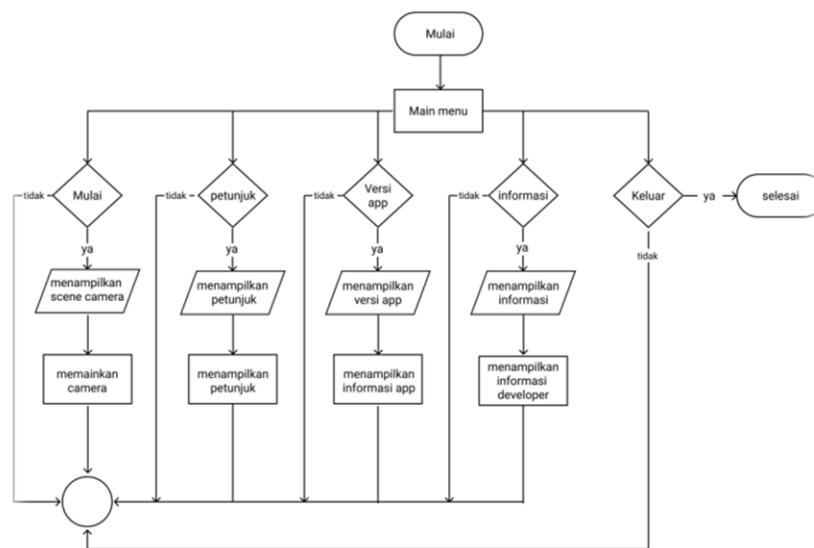 Mulai
Main menu
tidak
Mulai
tidak
petunjuk
tidak
Versi
app
tidak
informasi
Keluar
ya
selesai
ya
ya
ya
ya
tidak
menampilkan
scene camera
menampilkan
petunjuk
menampilkan
versi app
menampilkan
informasi
memainkan
camera
menampilkan
petunjuk
menampilkan
informasi app
menampilkan
informasi
developer